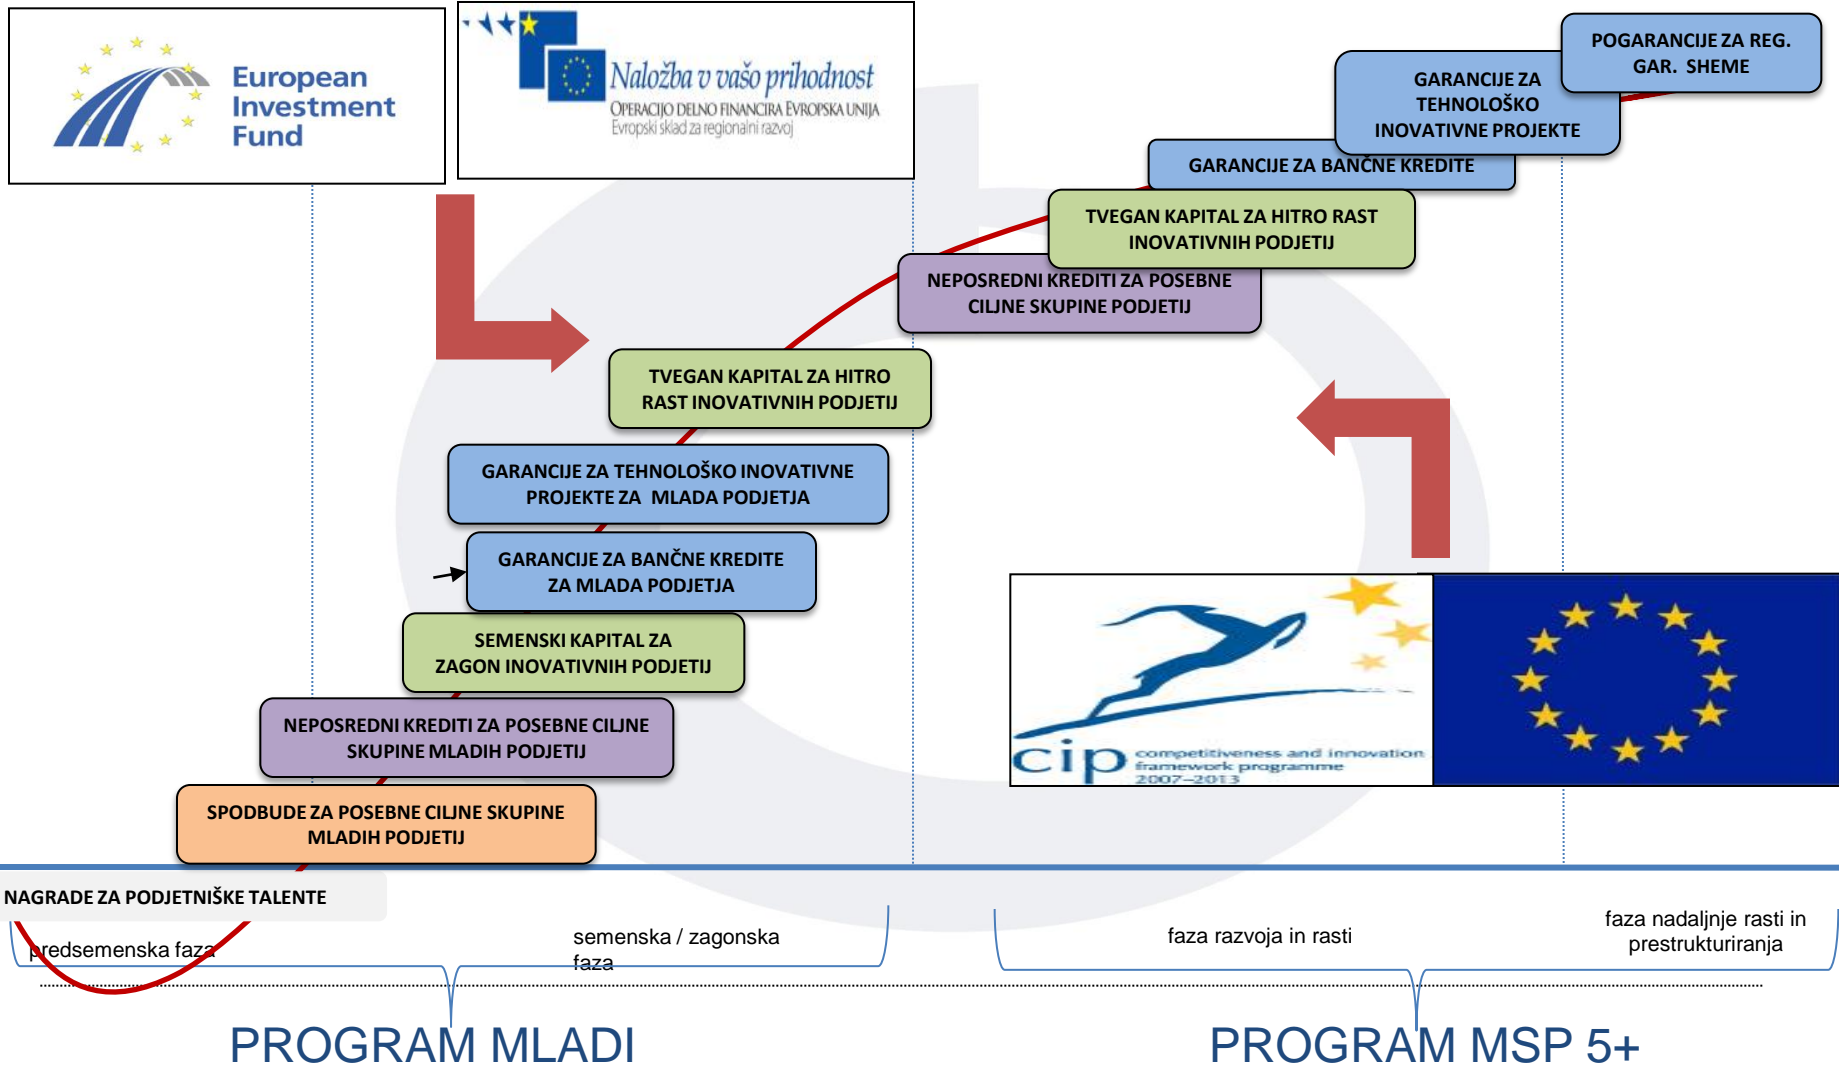 European
Investment
Fund
Naložba v vašo prihodnost
OPERACIJO DELNO FINANCIRA EVROPSKA UNIJA
Evropski sklad za regionalni razvoj
POGARANCIJE ZA REG.
GAR. SHEME
GARANCIJE ZA
TEHNOLOŠKO
INOVATIVNE PROJEKTE
GARANCIJE ZA BANČNE KREDITE
TVEGAN KAPITAL ZA HITRO RAST
INOVATIVNIH PODJETIJ
NEPOSREDNI KREDITI ZA POSEBNE
CILJNE SKUPINE PODJETIJ
TVEGAN KAPITAL ZA HITRO
RAST INOVATIVNIH PODJETIJ
GARANCIJE ZA TEHNOLOŠKO INOVATIVNE
PROJEKTE ZA MLADA PODJETJA
GARANCIJE ZA BANČNE KREDITE
ZA MLADA PODJETJA
SEMENSKI KAPITAL ZA
ZAGON INOVATIVNIH PODJETIJ
NEPOSREDNI KREDITI ZA POSEBNE CILJNE
SKUPINE MLADIH PODJETIJ
SPODBUDE ZA POSEBNE CILJNE SKUPINE
MLADIH PODJETIJ
cip
competitiveness and innovation
framework programme
2007–2013
NAGRADE ZA PODJETNIŠKE TALENTE
predsemenska faza
semenska / zagonska
faza
faza razvoja in rasti
faza nadaljnje rasti in
prestrukturiranja
PROGRAM MLADI
PROGRAM MSP 5+